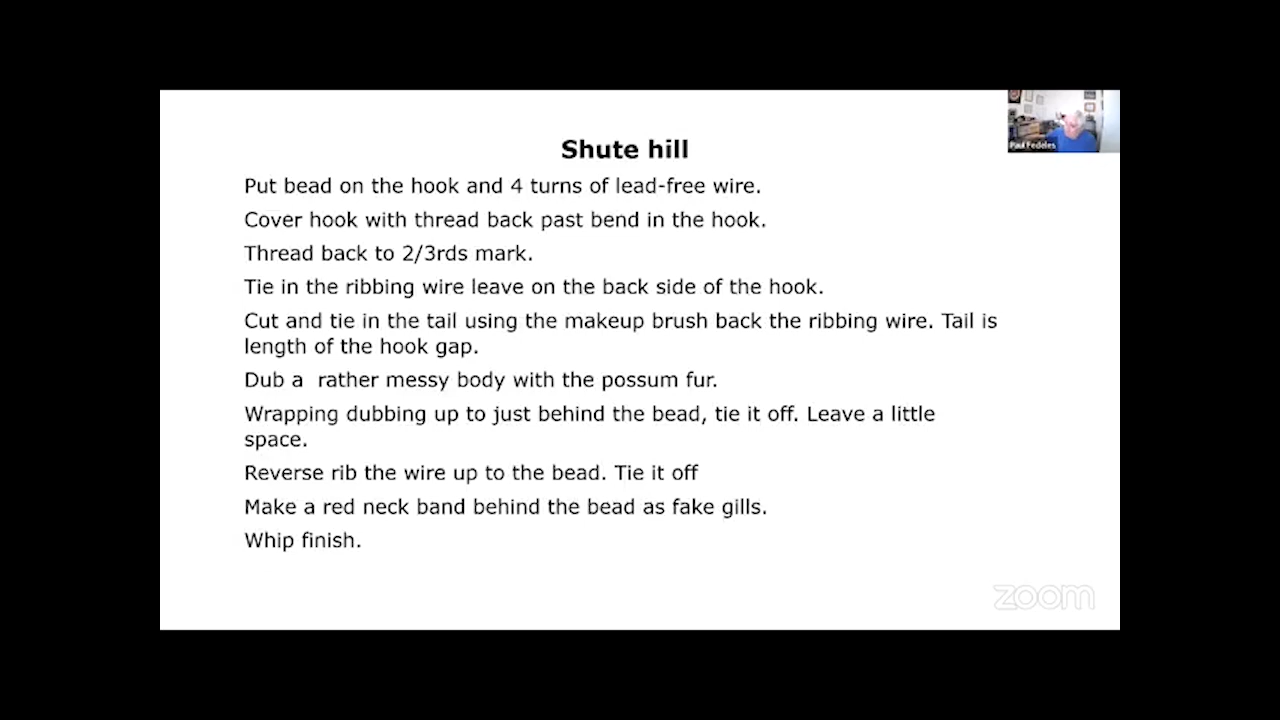 Shute hill
Paul Fedeles
Put bead on the hook and 4 turns of lead-free wire.
Cover hook with thread back past bend in the hook.
Thread back to 2/3rds mark.
Tie in the ribbing wire leave on the back side of the hook.
Cut and tie in the tail using the makeup brush back the ribbing wire. Tail is
length of the hook gap.
Dub a  rather messy body with the possum fur.
Wrapping dubbing up to just behind the bead, tie it off. Leave a little
space.
Reverse rib the wire up to the bead. Tie it off
Make a red neck band behind the bead as fake gills.
Whip finish.
zoom